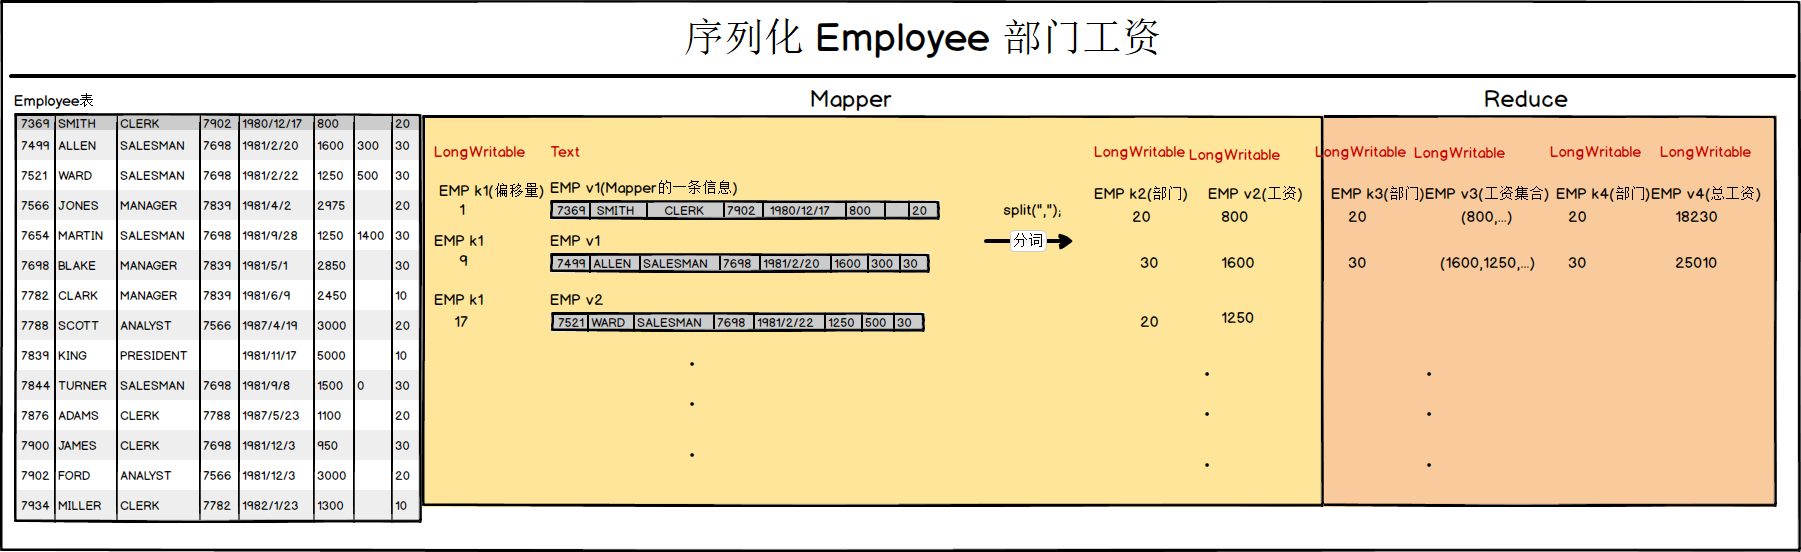 序列化 Employee 部门工资
Employee表
Mapper
Reduce
7369 SMITH CLERK 7902 1980/12/17 800 20
7499 ALLEN SALESMAN 7698 1981/2/20 1600 300 30
7521 WARD SALESMAN 7698 1981/2/22 1250 500 30
7566 JONES MANAGER 7839 1981/4/2 2975 20
7654 MARTIN SALESMAN 7698 1981/9/28 1250 1400 30
7698 BLAKE MANAGER 7839 1981/5/1 2850 30
7782 CLARK MANAGER 7839 1981/6/9 2450 10
7788 SCOTT ANALYST 7566 1987/4/19 3000 20
7839 KING PRESIDENT 1981/11/17 5000 10
7844 TURNER SALESMAN 7698 1981/9/8 1500 0 30
7876 ADAMS CLERK 7788 1987/5/23 1100 20
7900 JAMES CLERK 7698 1981/12/3 950 30
7902 FORD ANALYST 7566 1981/12/3 3000 20
7934 MILLER CLERK 7782 1982/1/23 1300 10
LongWritable Text
EMP k1(偏移量) EMP v1(Mapper的一条信息)
1 7369 SMITH CLERK 7902 1980/12/17 800 20
EMP k1 EMP v1
9 7499 ALLEN SALESMAN 7698 1981/2/20 1600 300 30
EMP k1 EMP v2
17 7521 WARD SALESMAN 7698 1981/2/22 1250 500 30
split(",");
分词
LongWritable LongWritable
EMP k2(部门) EMP v2(工资)
20 800
30 1600
20 1250
LongWritable LongWritable LongWritable LongWritable
EMP k3(部门) EMP v3(工资集合) EMP k4(部门) EMP v4(总工资)
20 (800,...) 20 18230
30 (1600,1250,...) 30 25010